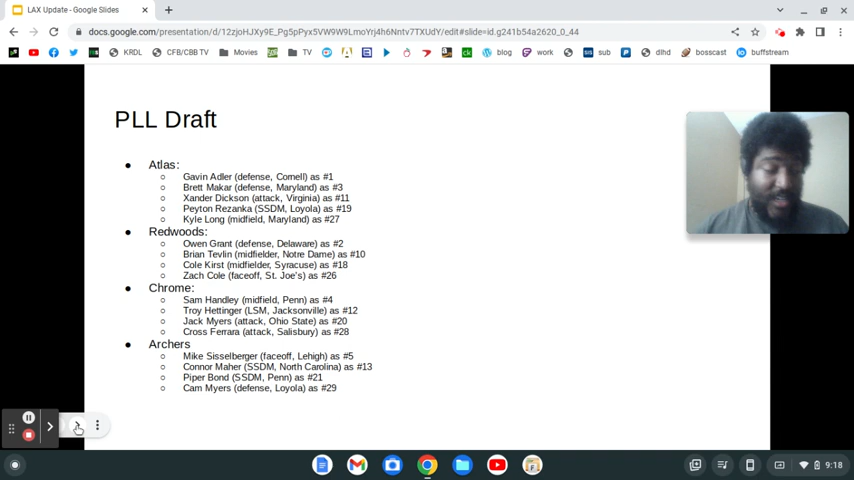 LAX Update - Google Slides
docs.google.com/presentation/d/12zjoHJXy9E_Pg5pPyx5VW9W9LmoYrj4h6Nntv7TXUdY/edit#slide=id.g241b54a2620_0_44
KRDL CFB/CBB TV Movies TV blog work sub dlhd bosscast buffstream
PLL Draft
Atlas:
Gavin Adler (defense, Cornell) as #1
Brett Makar (defense, Maryland) as #3
Xander Dickson (attack, Virginia) as #11
Peyton Rezanka (SSDM, Loyola) as #19
Kyle Long (midfield, Maryland) as #27
Redwoods:
Owen Grant (defense, Delaware) as #2
Brian Tevlin (midfielder, Notre Dame) as #10
Cole Kirst (midfielder, Syracuse) as #18
Zach Cole (faceoff, St. Joe's) as #26
Chrome:
Sam Handley (midfield, Penn) as #4
Troy Hettinger (LSM, Jacksonville) as #12
Jack Myers (attack, Ohio State) as #20
Cross Ferrara (attack, Salisbury) as #28
Archers
Mike Sisselberger (faceoff, Lehigh) as #5
Connor Maher (SSDM, North Carolina) as #13
Piper Bond (SSDM, Penn) as #21
Cam Myers (defense, Loyola) as #29
9:18